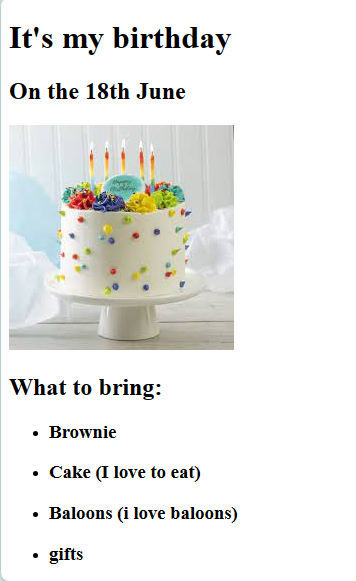 It's my birthday
On the 18th June
Happy
Birthday
What to bring:
Brownie
Cake (I love to eat)
Baloons (i love baloons)
gifts